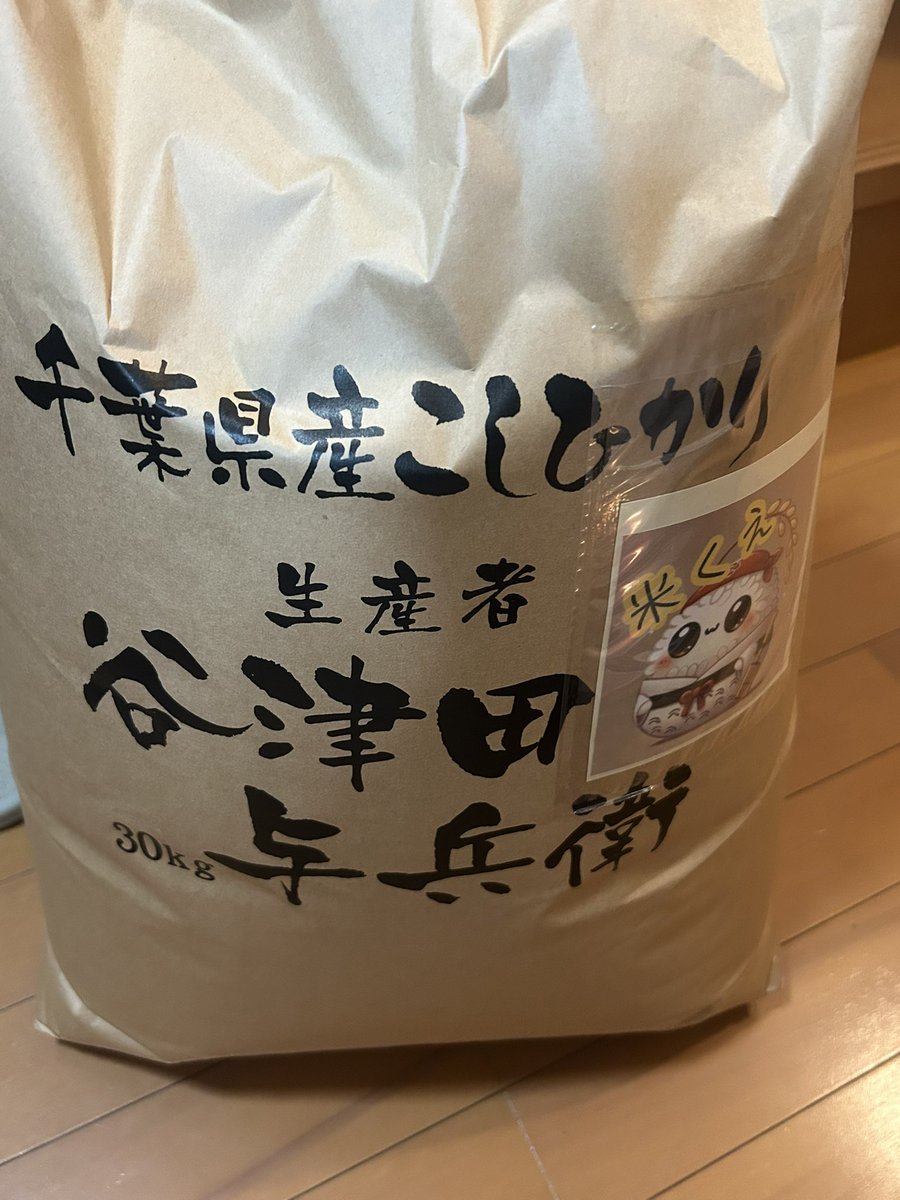 千葉県産こしひかり
生産者
谷津田
与兵衛
30kg
米くえ